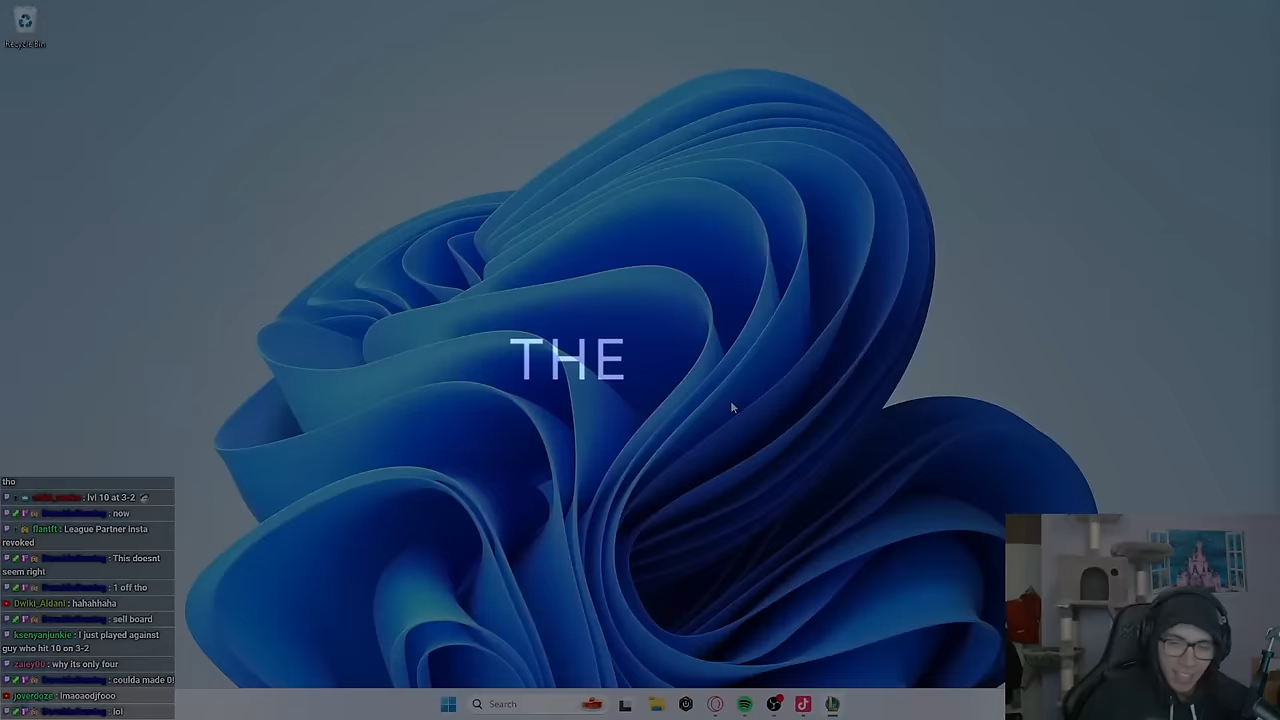 Recycle Bin
THE
tho
: lvl 10 at 3-2
: now
flantft : League Partner insta
revoked
: This doesnt
seem right
: 1 off tho
Dwiki_Aldani : hahahhaha
: sell board
ksenyanjunkie : I just played against
guy who hit 10 on 3-2
zaiey00 : why its only four
: coulda made 0!
joverdoze : lmaoaodjfooo
: lol
Search